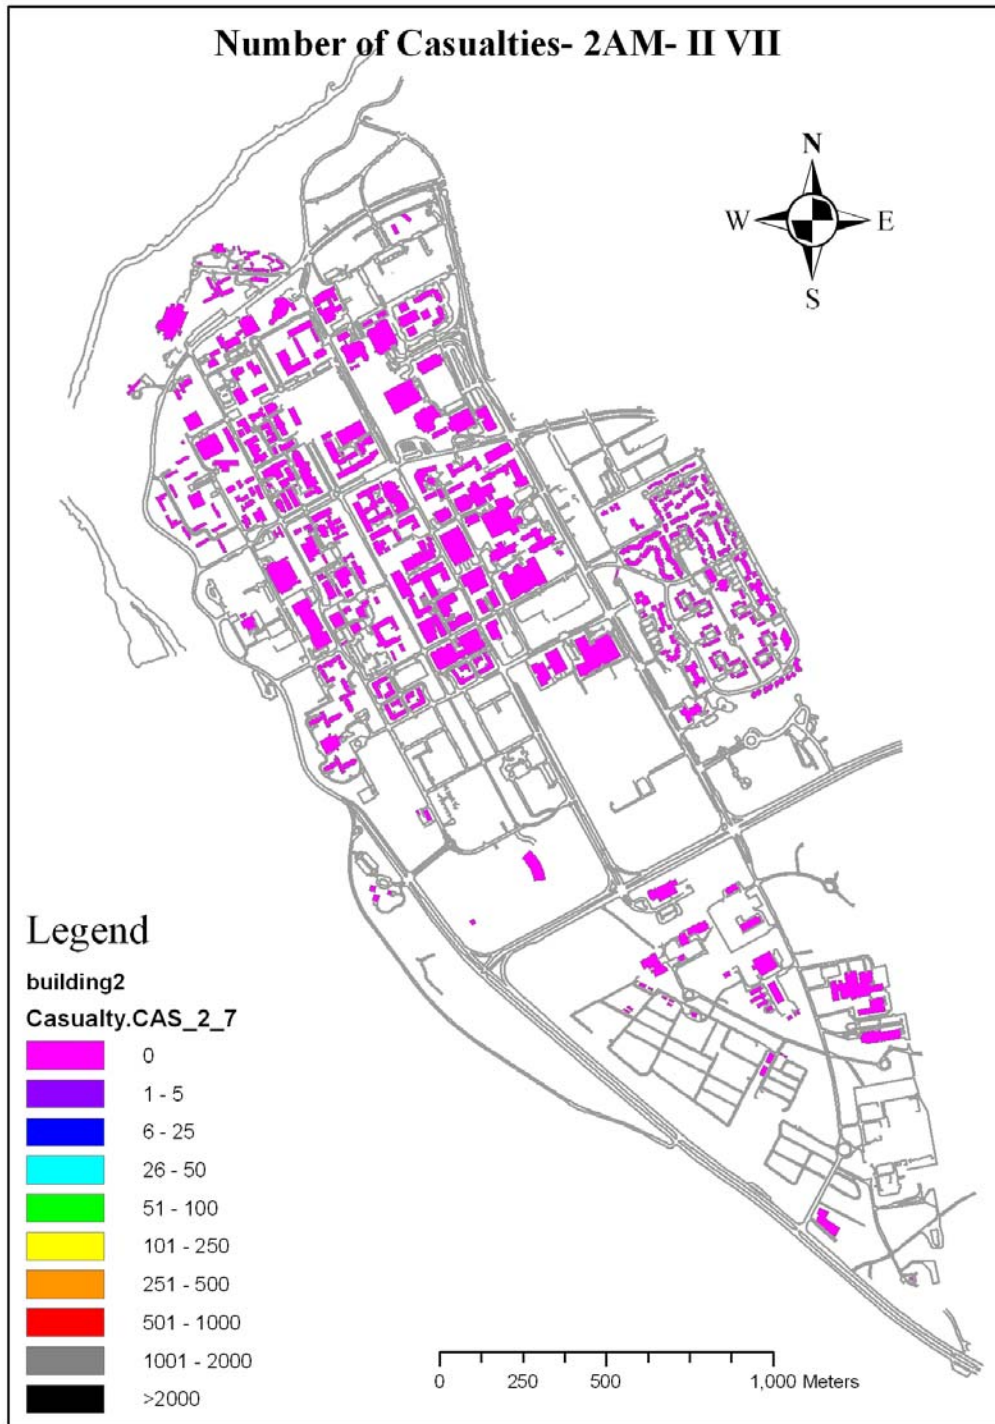 Number of Casualties- 2AM- II VII
N
W E
S
Legend
building2
Casualty.CAS_2_7
0
1 - 5
6 - 25
26 - 50
51 - 100
101 - 250
251 - 500
501 - 1000
1001 - 2000
>2000
0 250 500 1,000 Meters